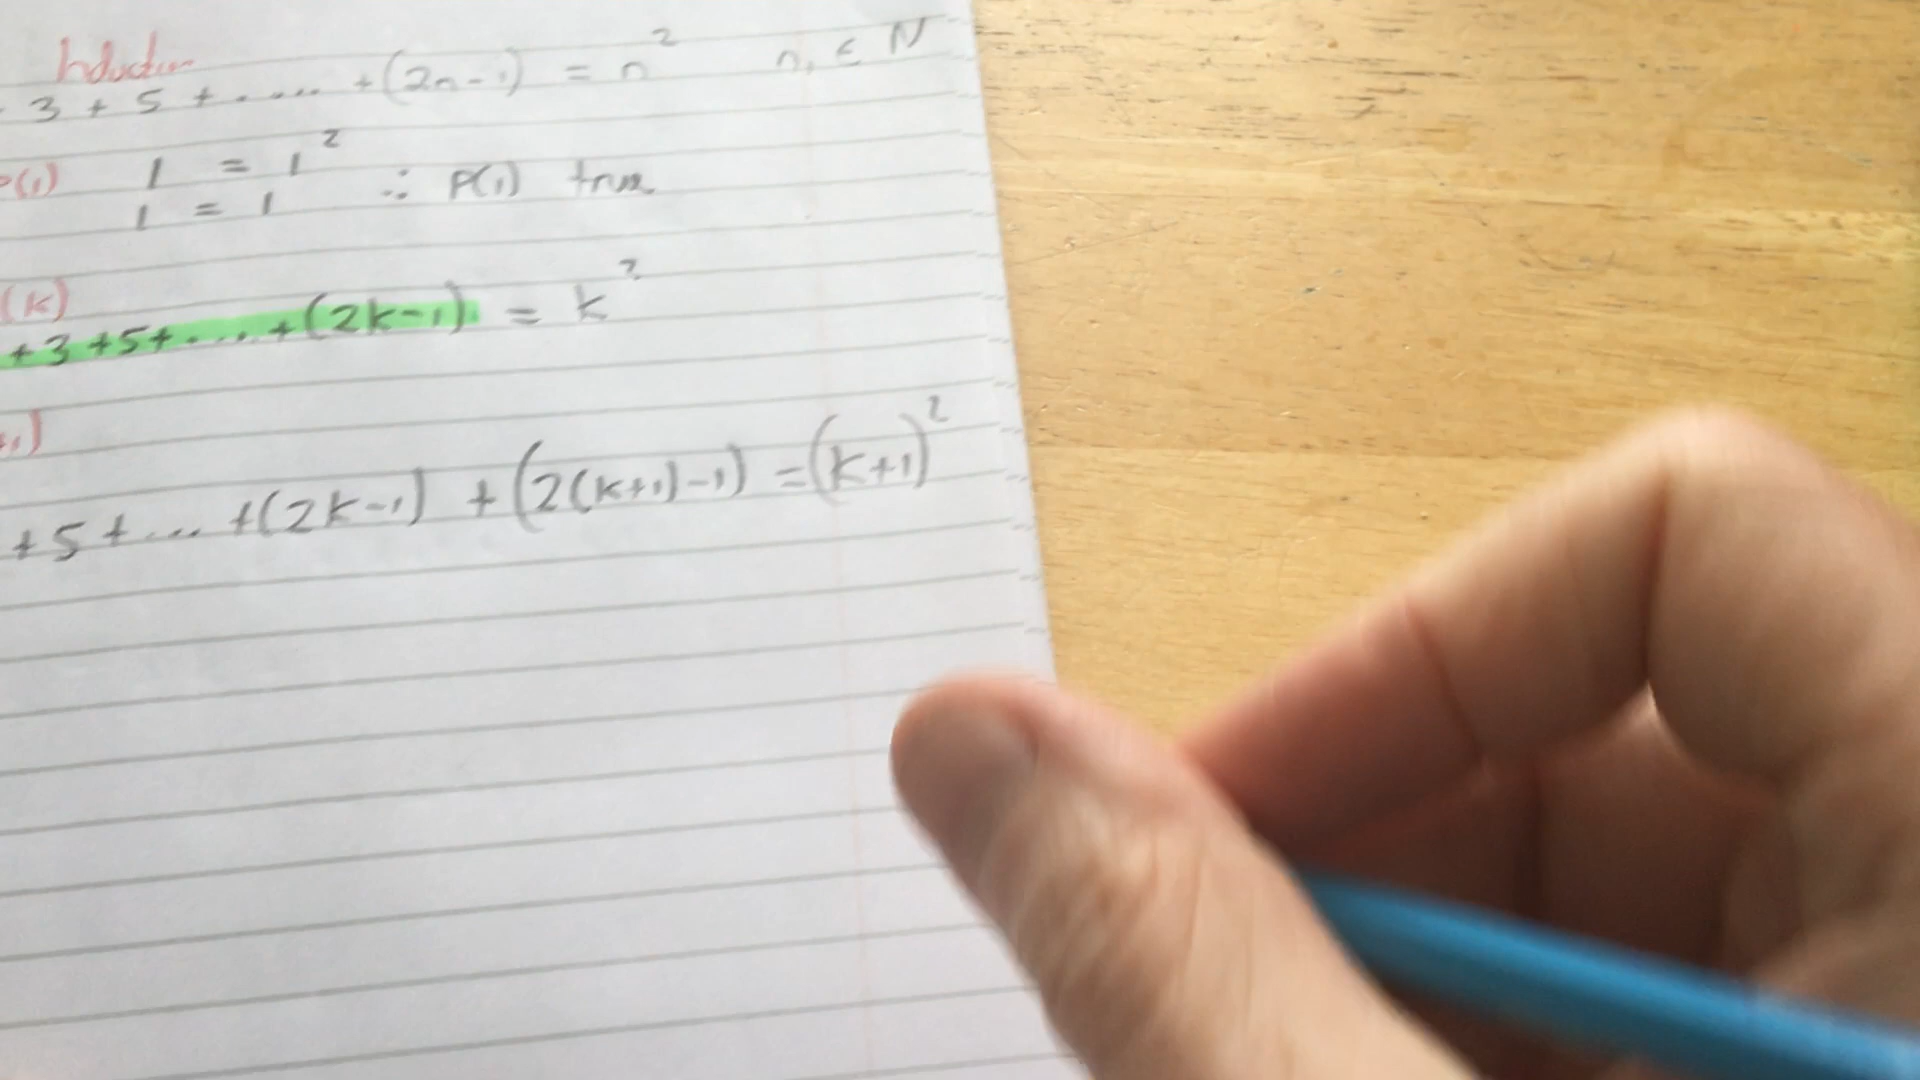 Induction
3 + 5 + ..... + (2n-1) = n² n, ∈ N
P(1) 1 = 1²
1 = 1 ∴ P(1) true
(k)
+3+5+....+(2k-1) = k²
+1)
+5+...+(2k-1) + (2(k+1)-1) = (k+1)²